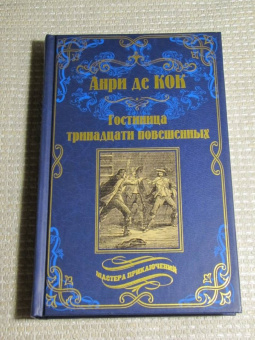 Анри де КОК
Гостиница
тринадцати повешенных
МАСТЕРА ПРИКЛЮЧЕНИЙ